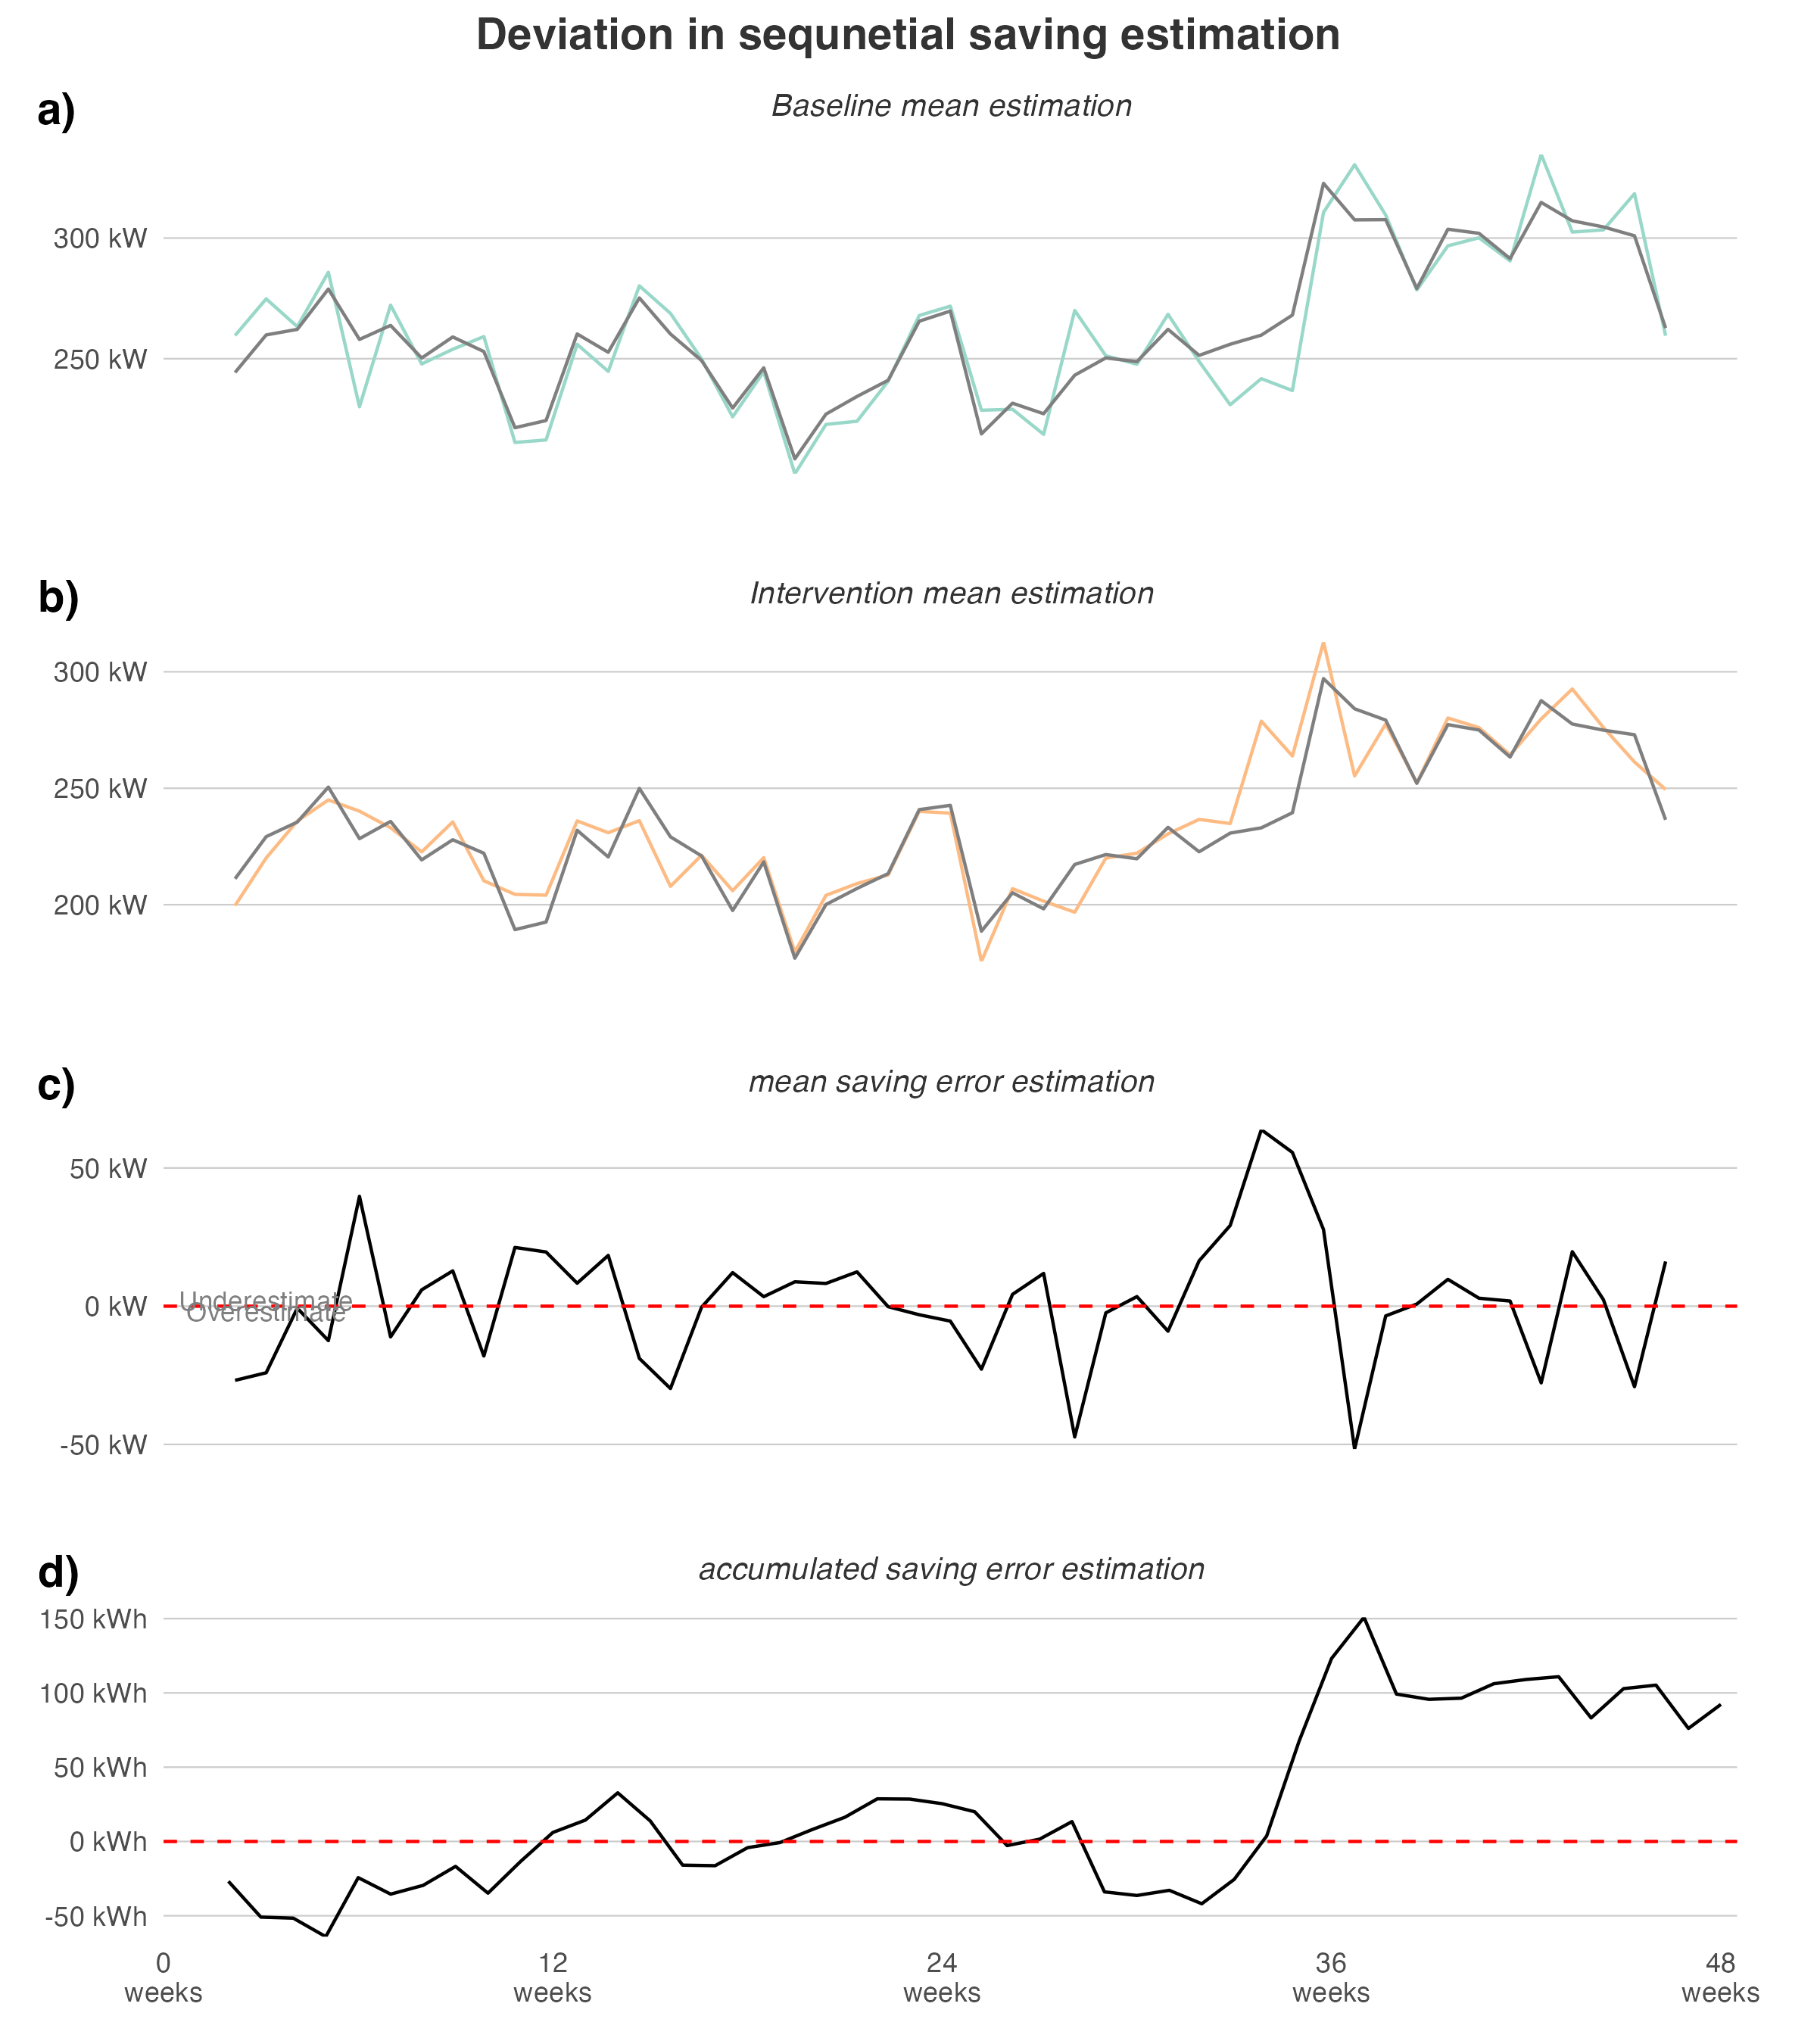 Deviation in sequnetial saving estimation
a)
Baseline mean estimation
300 kW
250 kW
b)
Intervention mean estimation
300 kW
250 kW
200 kW
c)
mean saving error estimation
50 kW
0 kW
Underestimate
Overestimate
-50 kW
d)
accumulated saving error estimation
150 kWh
100 kWh
50 kWh
0 kWh
-50 kWh
0 12 24 36 48
weeks weeks weeks weeks weeks